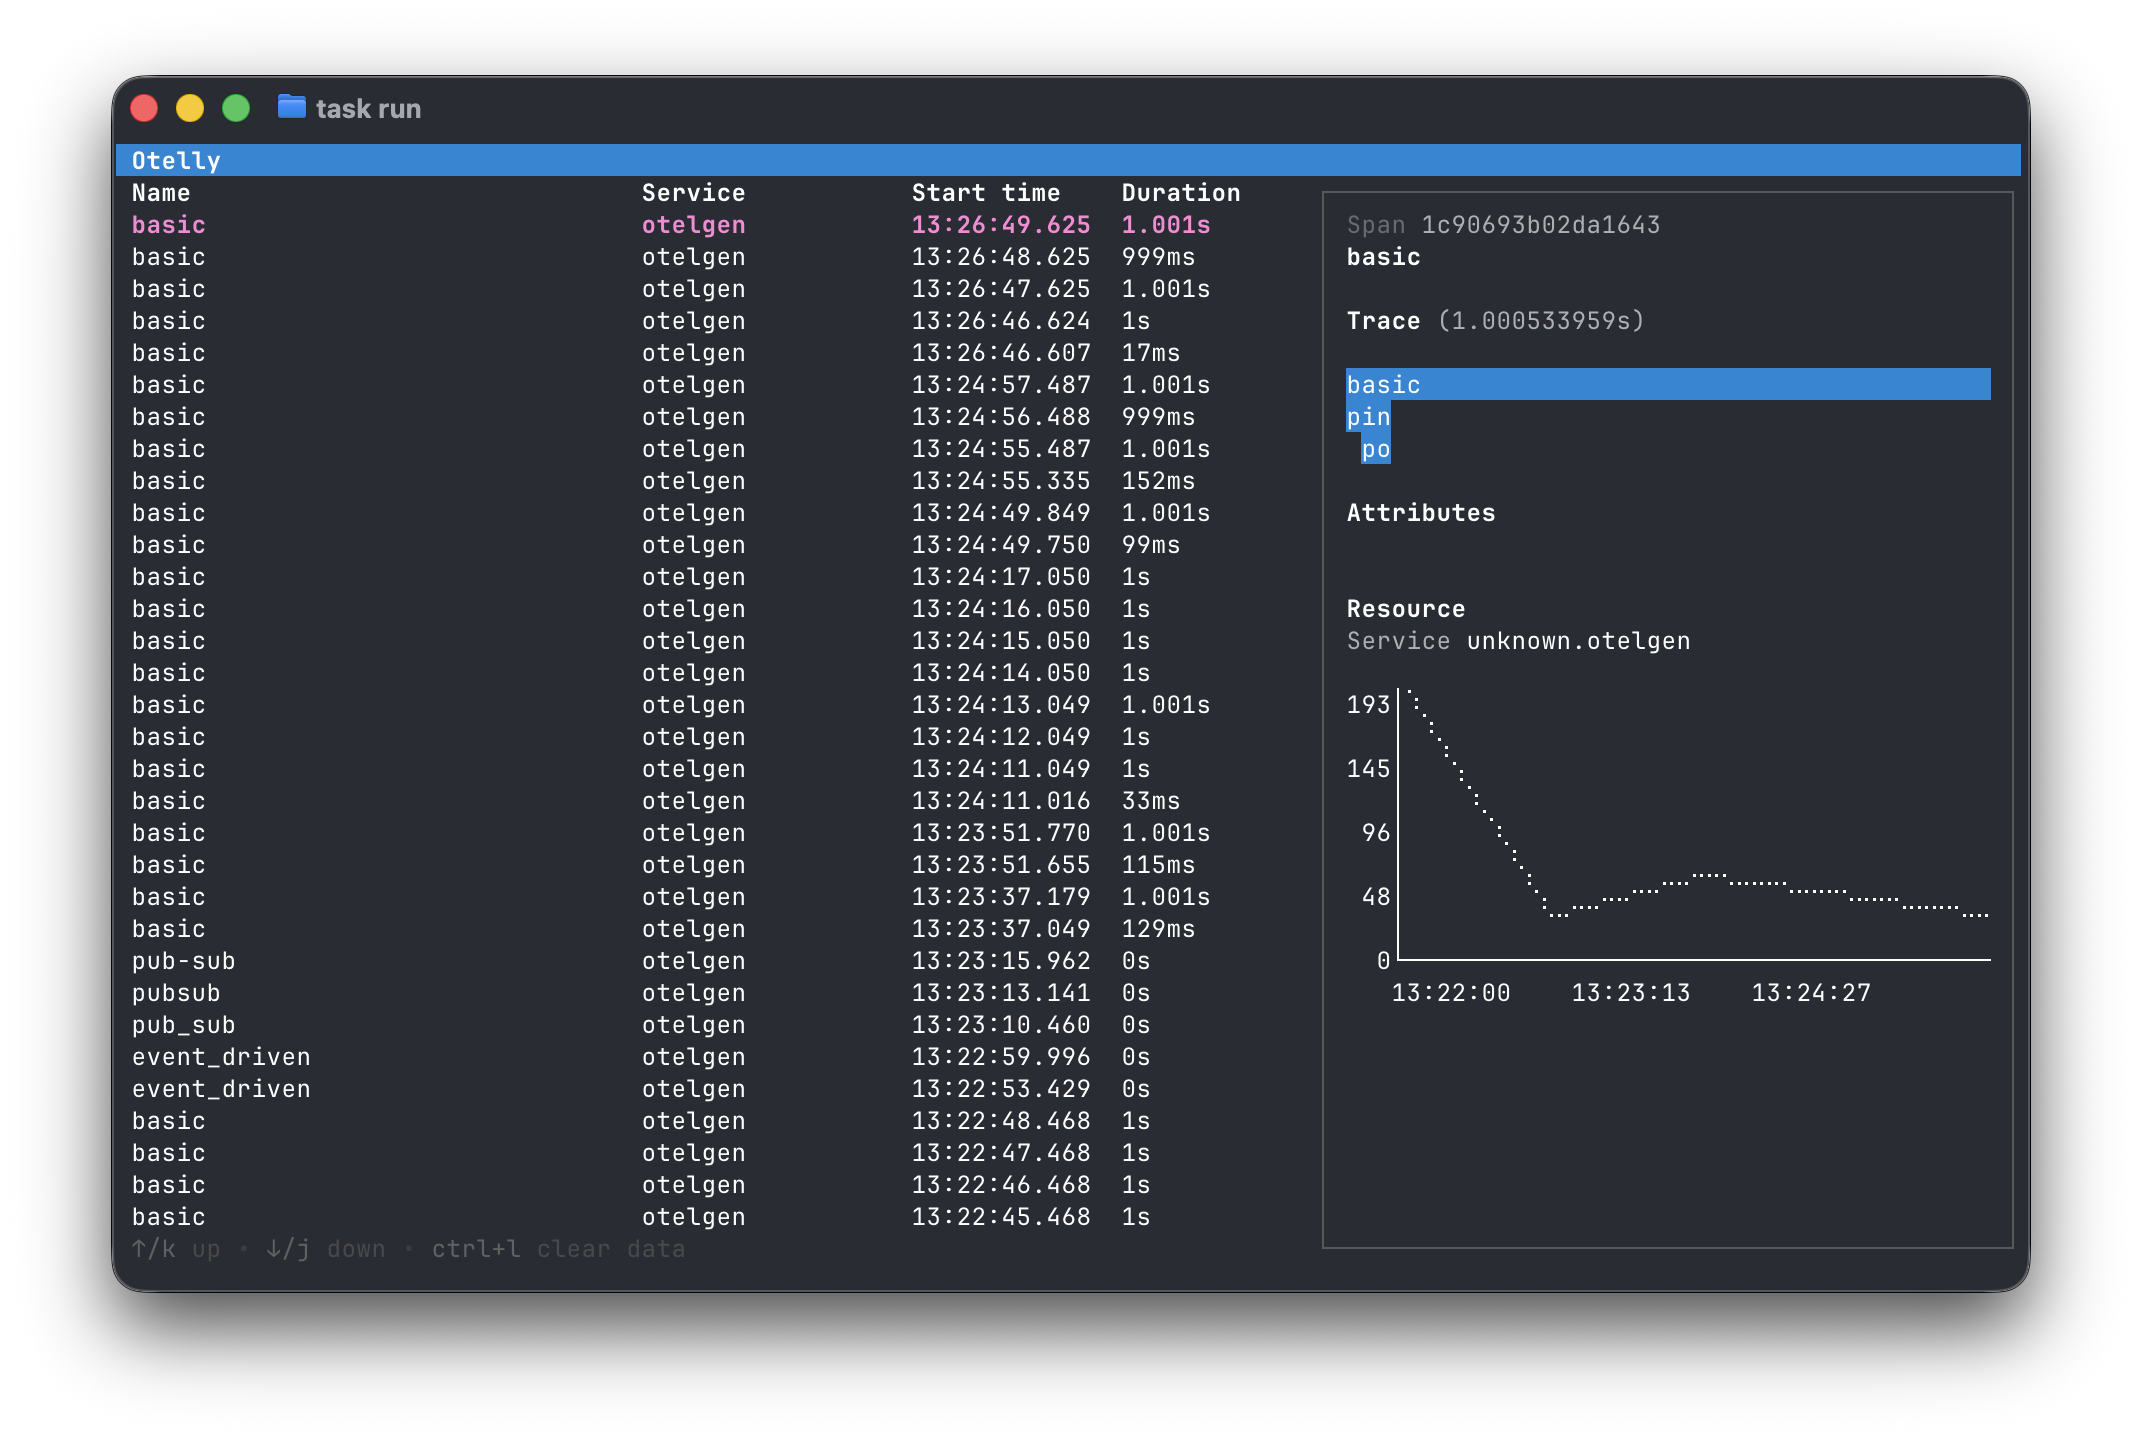 task run
Otelly
Name Service Start time Duration
basic otelgen 13:26:49.625 1.001s
basic otelgen 13:26:48.625 999ms
basic otelgen 13:26:47.625 1.001s
basic otelgen 13:26:46.624 1s
basic otelgen 13:26:46.607 17ms
basic otelgen 13:24:57.487 1.001s
basic otelgen 13:24:56.488 999ms
basic otelgen 13:24:55.487 1.001s
basic otelgen 13:24:55.335 152ms
basic otelgen 13:24:49.849 1.001s
basic otelgen 13:24:49.750 99ms
basic otelgen 13:24:17.050 1s
basic otelgen 13:24:16.050 1s
basic otelgen 13:24:15.050 1s
basic otelgen 13:24:14.050 1s
basic otelgen 13:24:13.049 1.001s
basic otelgen 13:24:12.049 1s
basic otelgen 13:24:11.049 1s
basic otelgen 13:24:11.016 33ms
basic otelgen 13:23:51.770 1.001s
basic otelgen 13:23:51.655 115ms
basic otelgen 13:23:37.179 1.001s
basic otelgen 13:23:37.049 129ms
pub-sub otelgen 13:23:15.962 0s
pubsub otelgen 13:23:13.141 0s
pub_sub otelgen 13:23:10.460 0s
event_driven otelgen 13:22:59.996 0s
event_driven otelgen 13:22:53.429 0s
basic otelgen 13:22:48.468 1s
basic otelgen 13:22:47.468 1s
basic otelgen 13:22:46.468 1s
basic otelgen 13:22:45.468 1s
↑/k up • ↓/j down • ctrl+l clear data
Span 1c90693b02da1643
basic
Trace (1.000533959s)
basic
pin
po
Attributes
Resource
Service unknown.otelgen
193
145
96
48
0
13:22:00 13:23:13 13:24:27